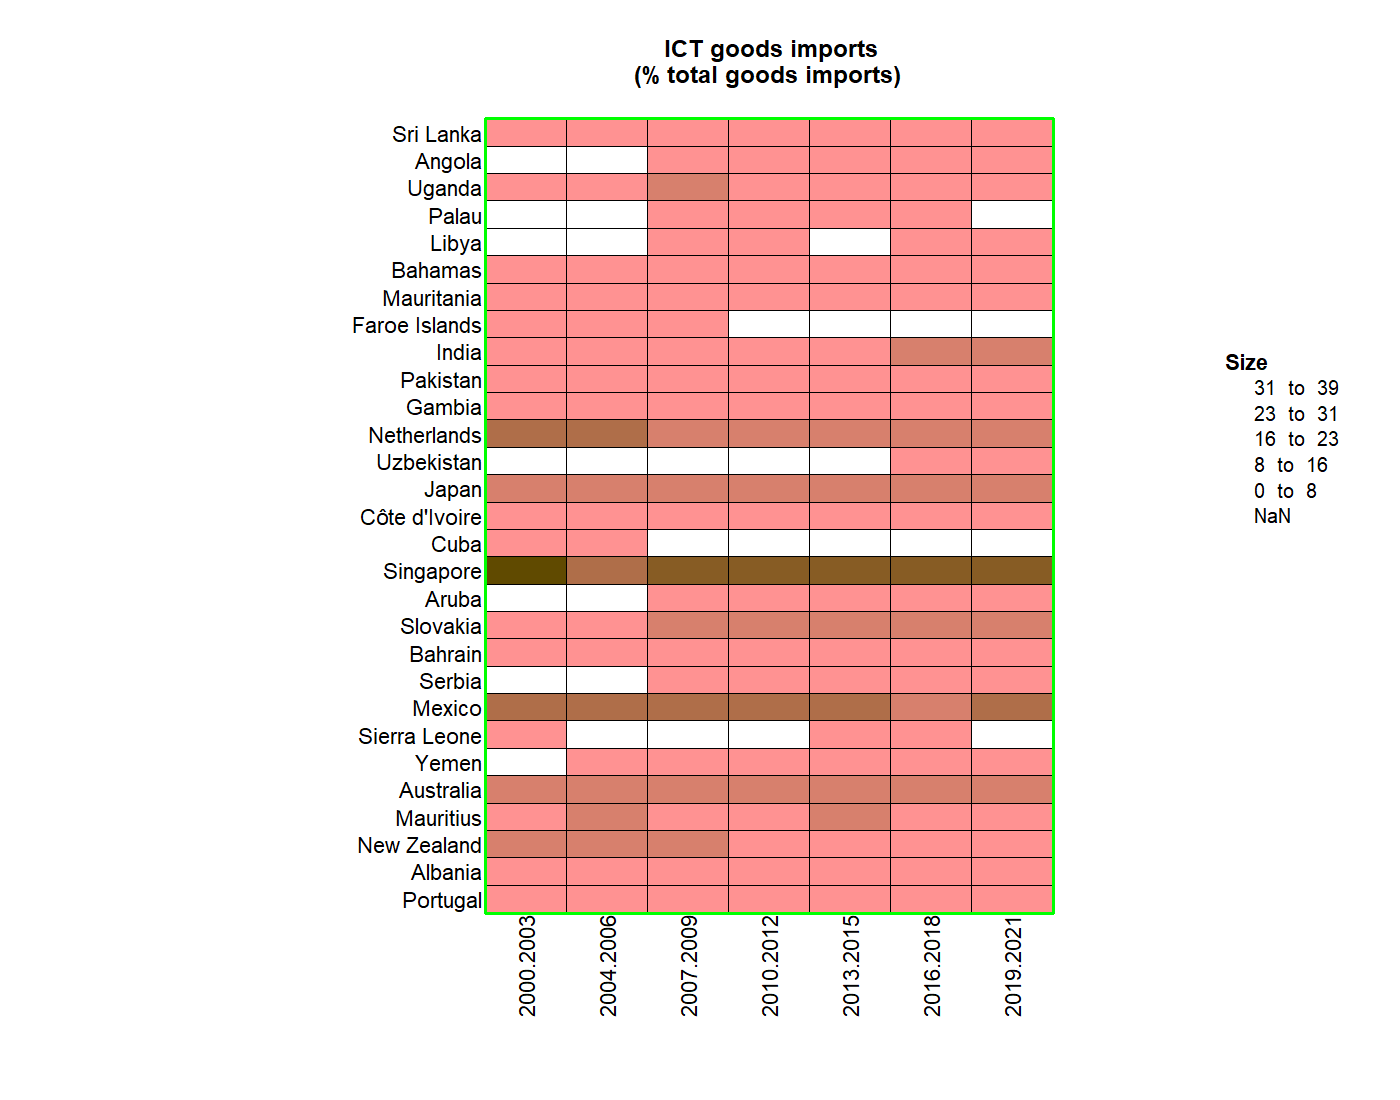 ICT goods imports
(% total goods imports)
Sri Lanka
Angola
Uganda
Palau
Libya
Bahamas
Mauritania
Faroe Islands
India
Pakistan
Gambia
Netherlands
Uzbekistan
Japan
Côte d'Ivoire
Cuba
Singapore
Aruba
Slovakia
Bahrain
Serbia
Mexico
Sierra Leone
Yemen
Australia
Mauritius
New Zealand
Albania
Portugal
2000.2003
2004.2006
2007.2009
2010.2012
2013.2015
2016.2018
2019.2021
Size
31 to 39
23 to 31
16 to 23
8 to 16
0 to 8
NaN